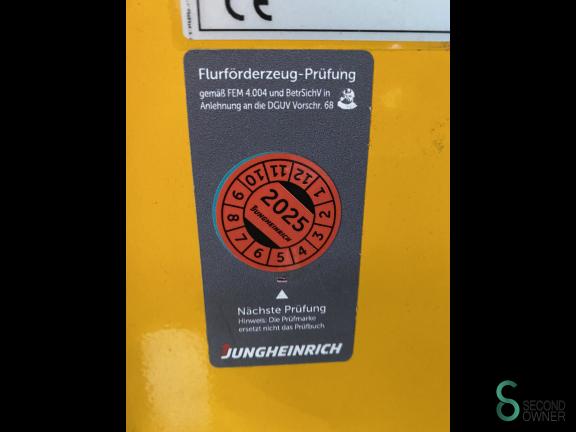 CE
Flurförderzeug-Prüfung
gemäß FEM 4.004 und BetrSichV in
Anlehnung an die DGUV Vorschr. 68
1 2 3 4 5 6 7 8 9 10 11 12
2025
JUNGHEINRICH
Nächste Prüfung
Hinweis: Die Prüfmarke
ersetzt nicht das Prüfbuch
JUNGHEINRICH
SECOND
OWNER